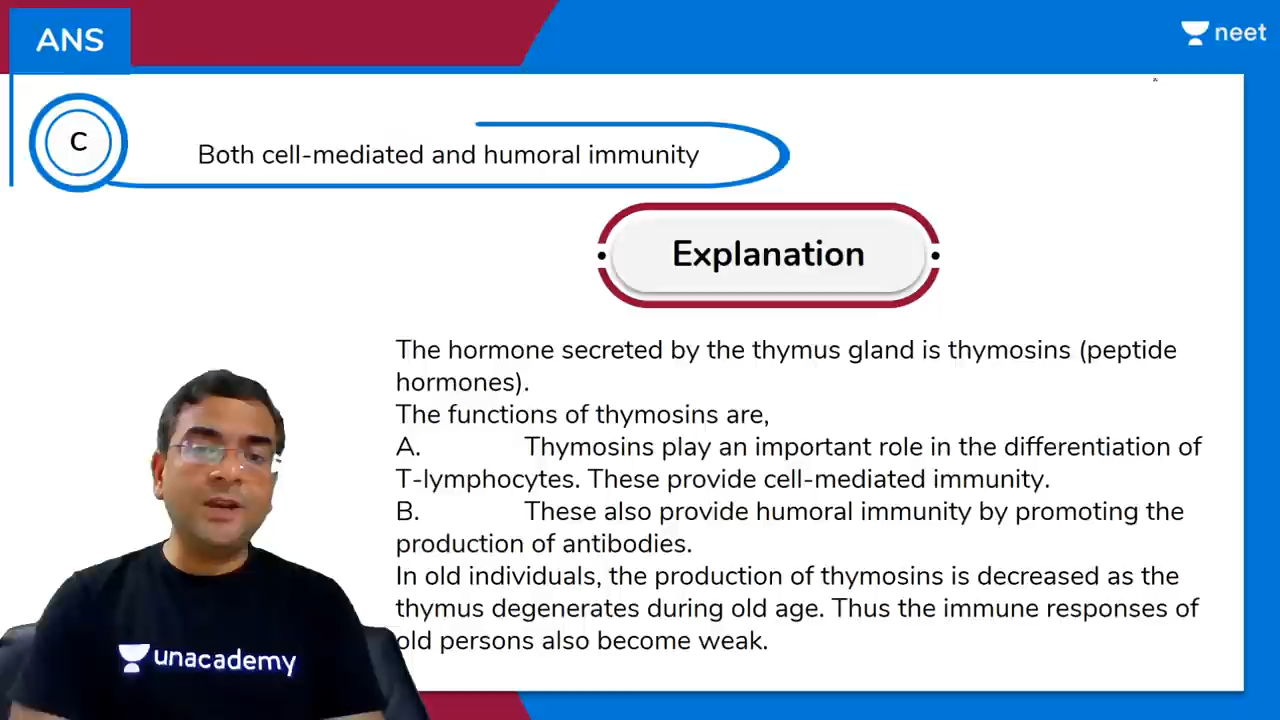 ANS
neet
C
Both cell-mediated and humoral immunity
Explanation
The hormone secreted by the thymus gland is thymosins (peptide
hormones).
The functions of thymosins are,
A. Thymosins play an important role in the differentiation of
T-lymphocytes. These provide cell-mediated immunity.
B. These also provide humoral immunity by promoting the
production of antibodies.
In old individuals, the production of thymosins is decreased as the
thymus degenerates during old age. Thus the immune responses of
old persons also become weak.
unacademy